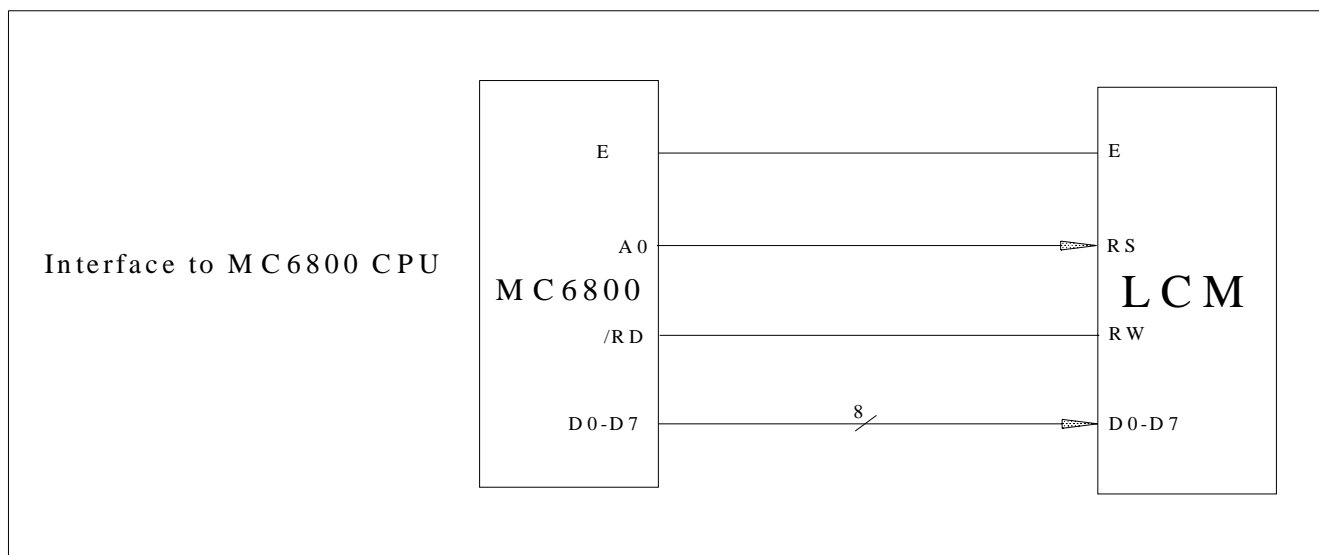 Interface to MC6800 CPU
MC6800
E
A0
/RD
D0-D7
8
LCM
E
RS
RW
D0-D7